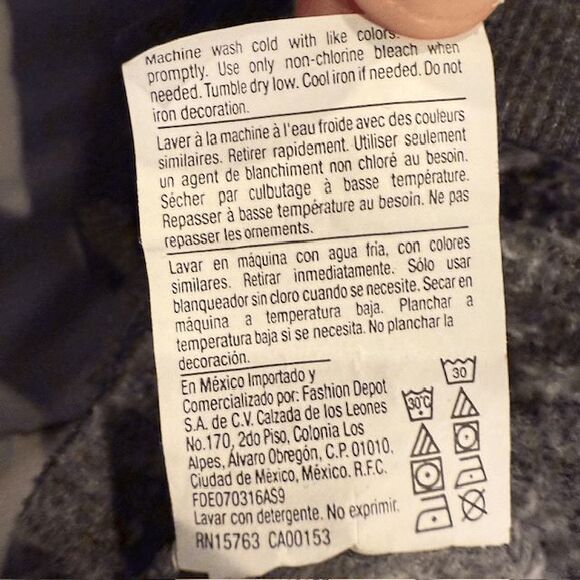 Machine wash cold with like colors.
promptly. Use only non-chlorine bleach when
needed. Tumble dry low. Cool iron if needed. Do not
iron decoration.
Laver à la machine à l'eau froide avec des couleurs
similaires. Retirer rapidement. Utiliser seulement
un agent de blanchiment non chloré au besoin.
Sécher par culbutage à basse température.
Repasser à basse température au besoin. Ne pas
repasser les ornements.
Lavar en máquina con agua fría, con colores
similares. Retirar inmediatamente. Sólo usar
blanqueador sin cloro cuando se necesite. Secar en
máquina a temperatura baja. Planchar a
temperatura baja si se necesita. No planchar la
decoración.
En México Importado y
Comercializado por: Fashion Depot
S.A. de C.V. Calzada de los Leones
No.170, 2do Piso, Colonia Los
Alpes, Álvaro Obregón, C.P. 01010,
Ciudad de México, México. R.F.C.
FDE070316AS9
Lavar con detergente. No exprimir.
RN15763 CA00153
30
30°C